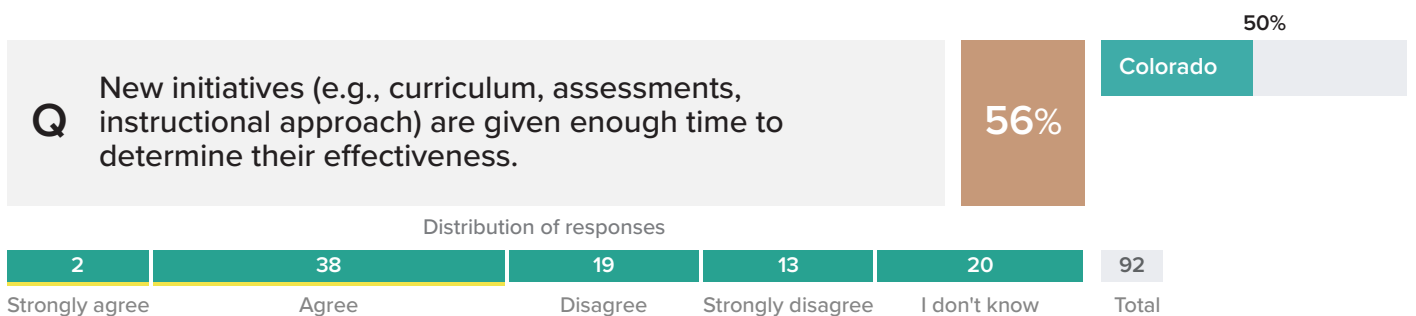 50%
Q
New initiatives (e.g., curriculum, assessments,
instructional approach) are given enough time to
determine their effectiveness.
56%
Colorado
Distribution of responses
2 38 19 13 20 92
Strongly agree Agree Disagree Strongly disagree I don't know Total